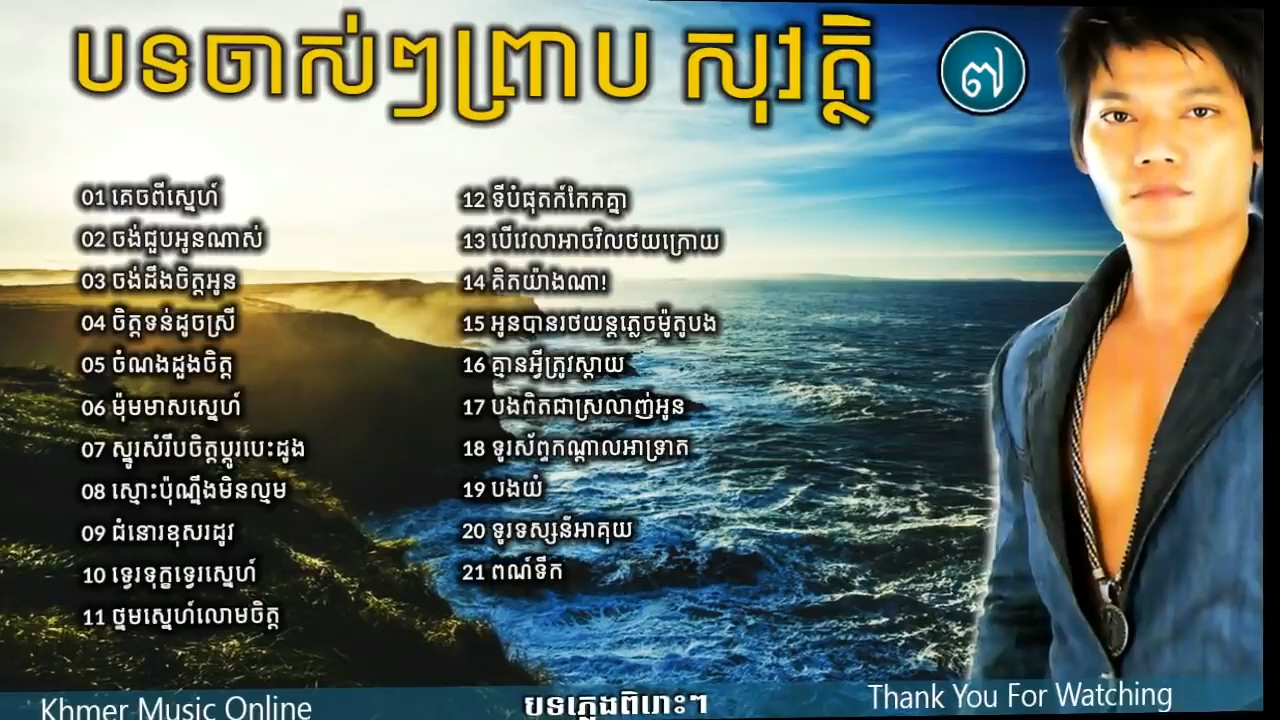 បទចាស់ៗព្រាប សុវត្ថិ ៧
01 គេចពីស្នេហ៍
02 ចង់ជួបអូនណាស់
03 ចង់ដឹងចិត្តអូន
04 ចិត្តទន់ដូចស្រី
05 ចំណងដួងចិត្ត
06 ម៉ុមមាសស្នេហ៍
07 ស្នូរសំរឹបចិត្តប្តូរបេះដូង
08 ស្មោះប៉ុណ្ណឹងមិនល្មម
09 ជំនោរខុសរដូវ
10 ទ្វេរទុក្ខទ្វេរស្នេហ៍
11 ថ្នមស្នេហ៍លោមចិត្ត
12 ទីបំផុតក៍កែកគ្នា
13 បើវេលាអាចវិលថយក្រោយ
14 គិតយ៉ាងណា!
15 អូនបានរថយន្តភ្លេចម៉ូតូបង
16 គ្មានអ្វីត្រូវស្តាយ
17 បងពិតជាស្រលាញ់អូន
18 ទូរស័ព្ទកណ្តាលអាទ្រាត
19 បងយំ
20 ទូរទស្សន៍អាគុយ
21 ពណ៍ទឹក
Khmer Music Online
បទភ្លេងពិរោះៗ
Thank You For Watching